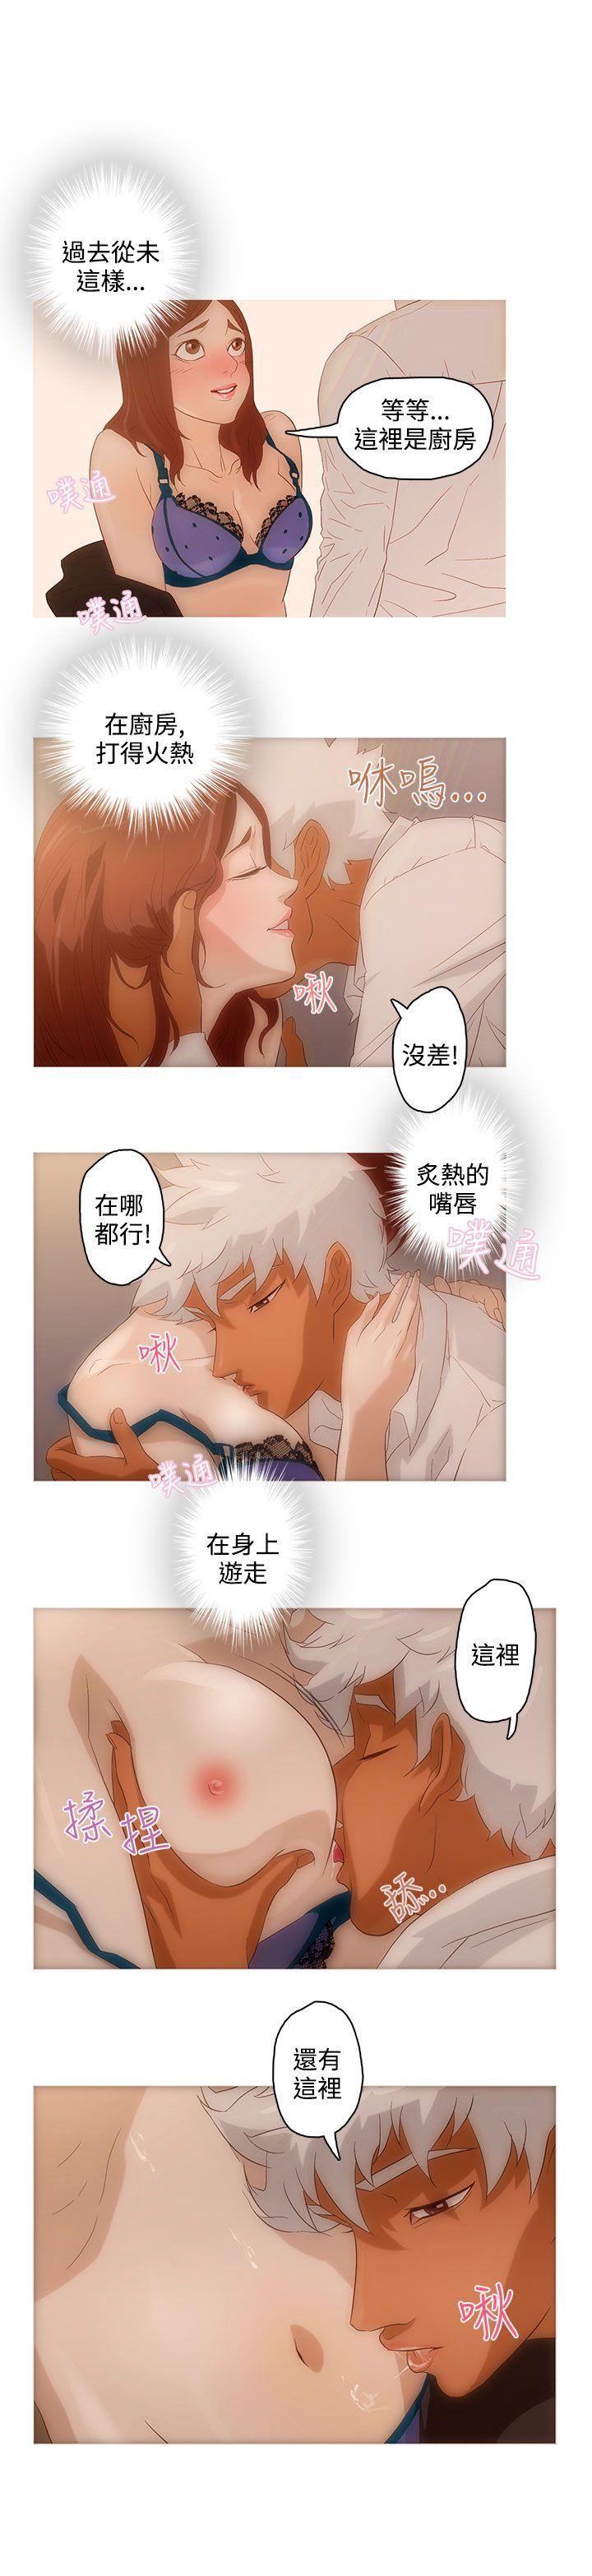 過去從未
這樣...
等等...
這裡是廚房
噗通
噗通
在廚房,
打得火熱
咻嗚...
啾
沒差!
炙熱的
嘴唇
在哪
都行!
噗通
啾
噗通
在身上
遊走
這裡
揉捏
舔...
還有
這裡
啾